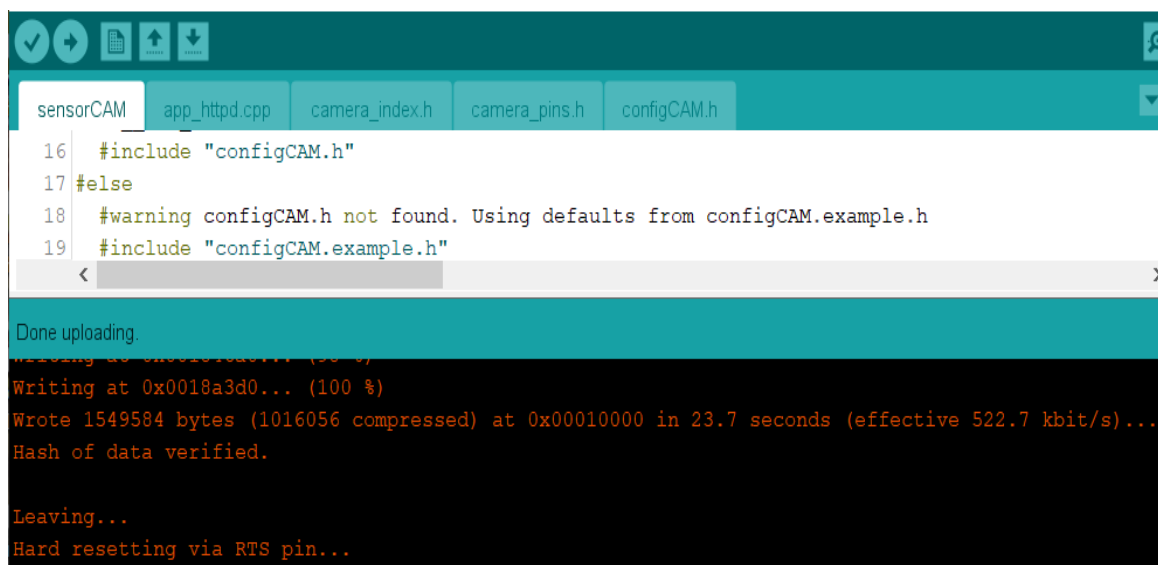 sensorCAM app_httpd.cpp camera_index.h camera_pins.h configCAM.h
16 #include "configCAM.h"
17 #else
18 #warning configCAM.h not found. Using defaults from configCAM.example.h
19 #include "configCAM.example.h"
Done uploading.
Writing at 0x0018a3d0... (100 %)
Wrote 1549584 bytes (1016056 compressed) at 0x00010000 in 23.7 seconds (effective 522.7 kbit/s)...
Hash of data verified.
Leaving...
Hard resetting via RTS pin...